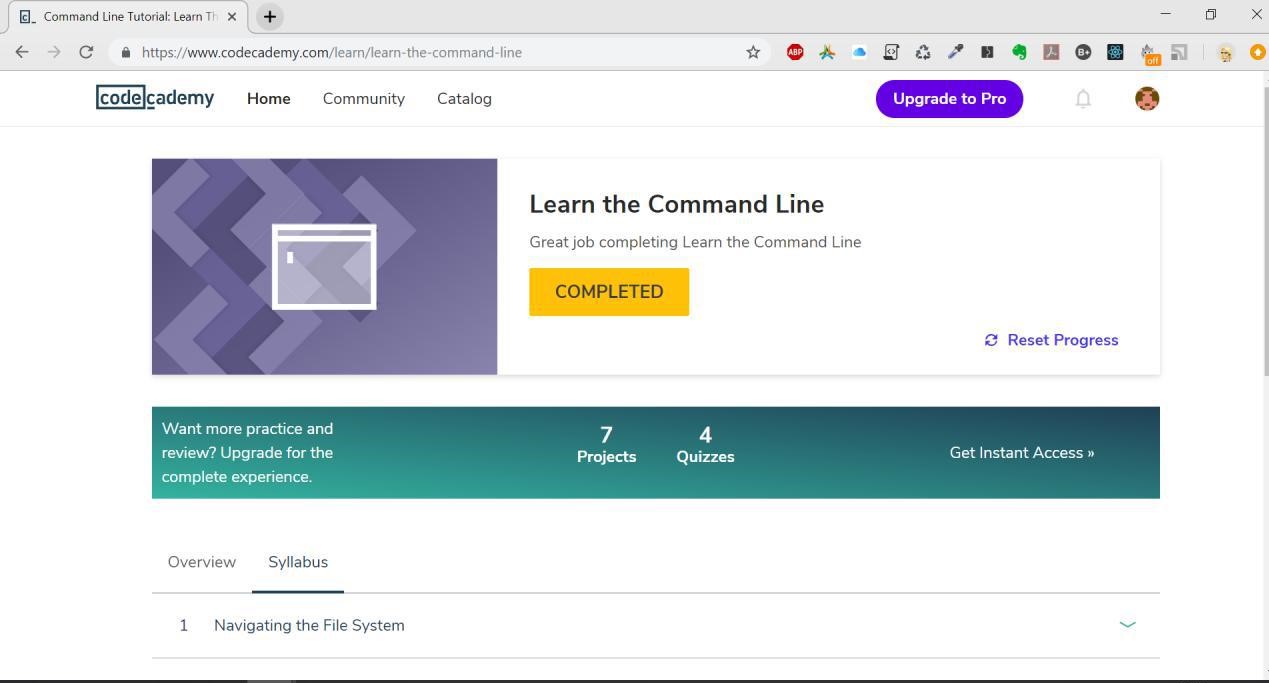 Command Line Tutorial: Learn Th
https://www.codecademy.com/learn/learn-the-command-line
ABP
B+
off
codecademy Home Community Catalog Upgrade to Pro
Learn the Command Line
Great job completing Learn the Command Line
COMPLETED
Reset Progress
Want more practice and
review? Upgrade for the
complete experience.
7
Projects
4
Quizzes
Get Instant Access »
Overview Syllabus
1 Navigating the File System